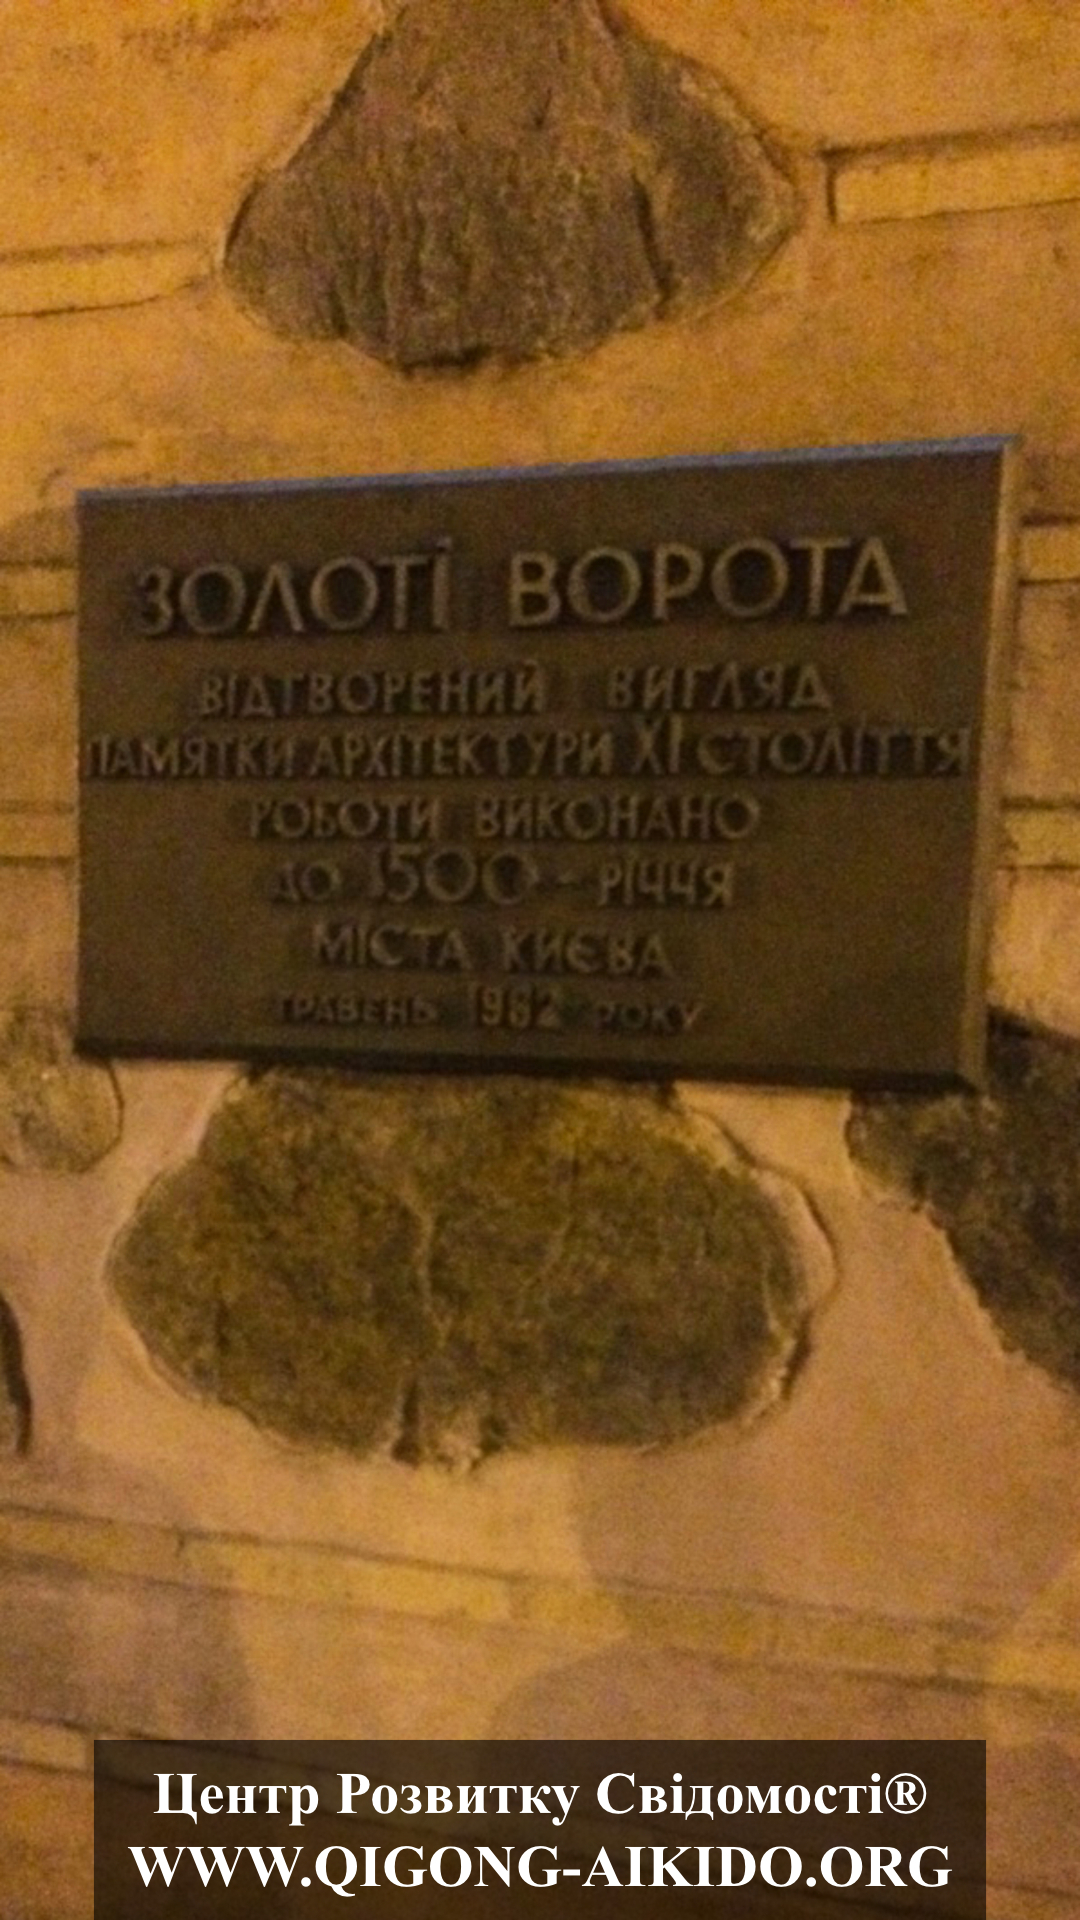 ЗОЛОТІ ВОРОТА
ВІДТВОРЕНИЙ ВИГЛЯД
ПАМЯТКИ АРХІТЕКТУРИ XI СТОЛІТТЯ
РОБОТИ ВИКОНАНО
ДО 1500-РІЧЧЯ
МІСТА КИЄВА
ТРАВЕНЬ 1982 РОКУ
Центр Розвитку Свідомості®
WWW.QIGONG-AIKIDO.ORG